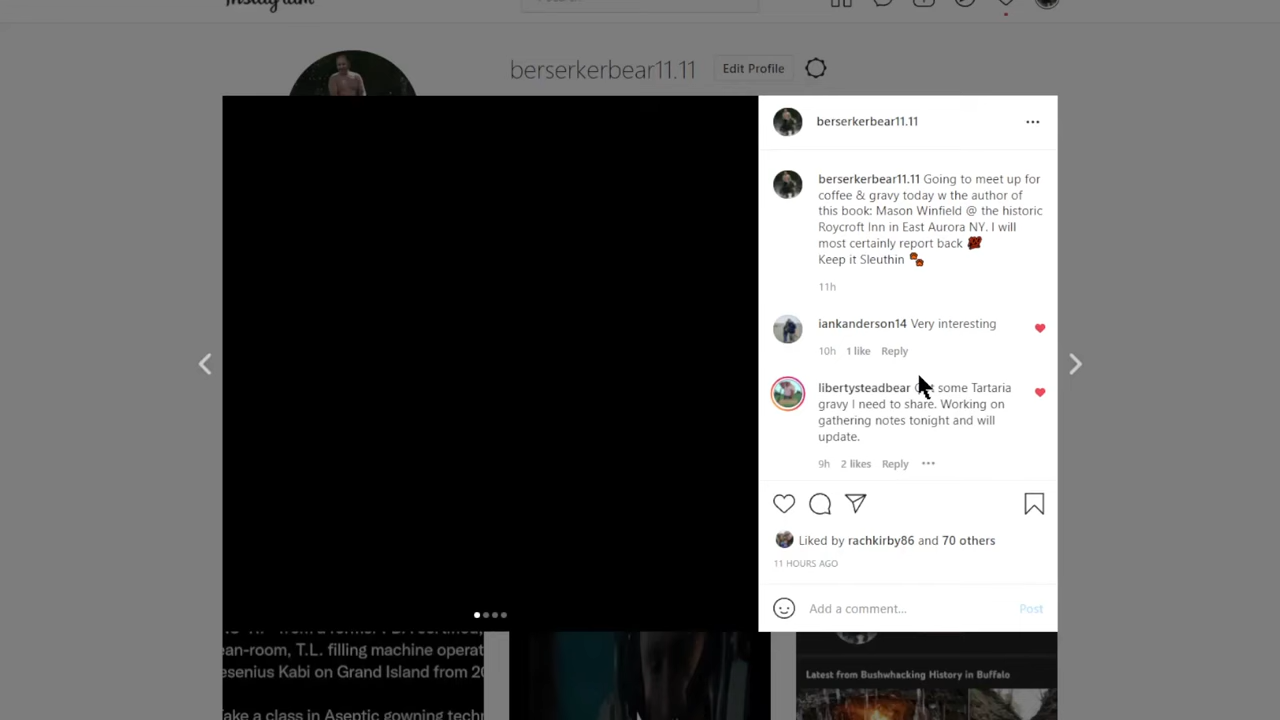 Instagram
berserkerbear11.11 Edit Profile
berserkerbear11.11
berserkerbear11.11 Going to meet up for
coffee & gravy today w the author of
this book: Mason Winfield @ the historic
Roycroft Inn in East Aurora NY. I will
most certainly report back 💯
Keep it Sleuthin 🐾
11h
iankanderson14 Very interesting
10h 1 like Reply
libertysteadbear some Tartaria
gravy I need to share. Working on
gathering notes tonight and will
update.
9h 2 likes Reply
Liked by rachkirby86 and 70 others
11 HOURS AGO
Add a comment... Post
ean-room, T.L. filling machine operat
esenius Kabi on Grand Island from 20
ake a class in Aseptic gowning techn
Latest from Bushwhacking History in Buffalo